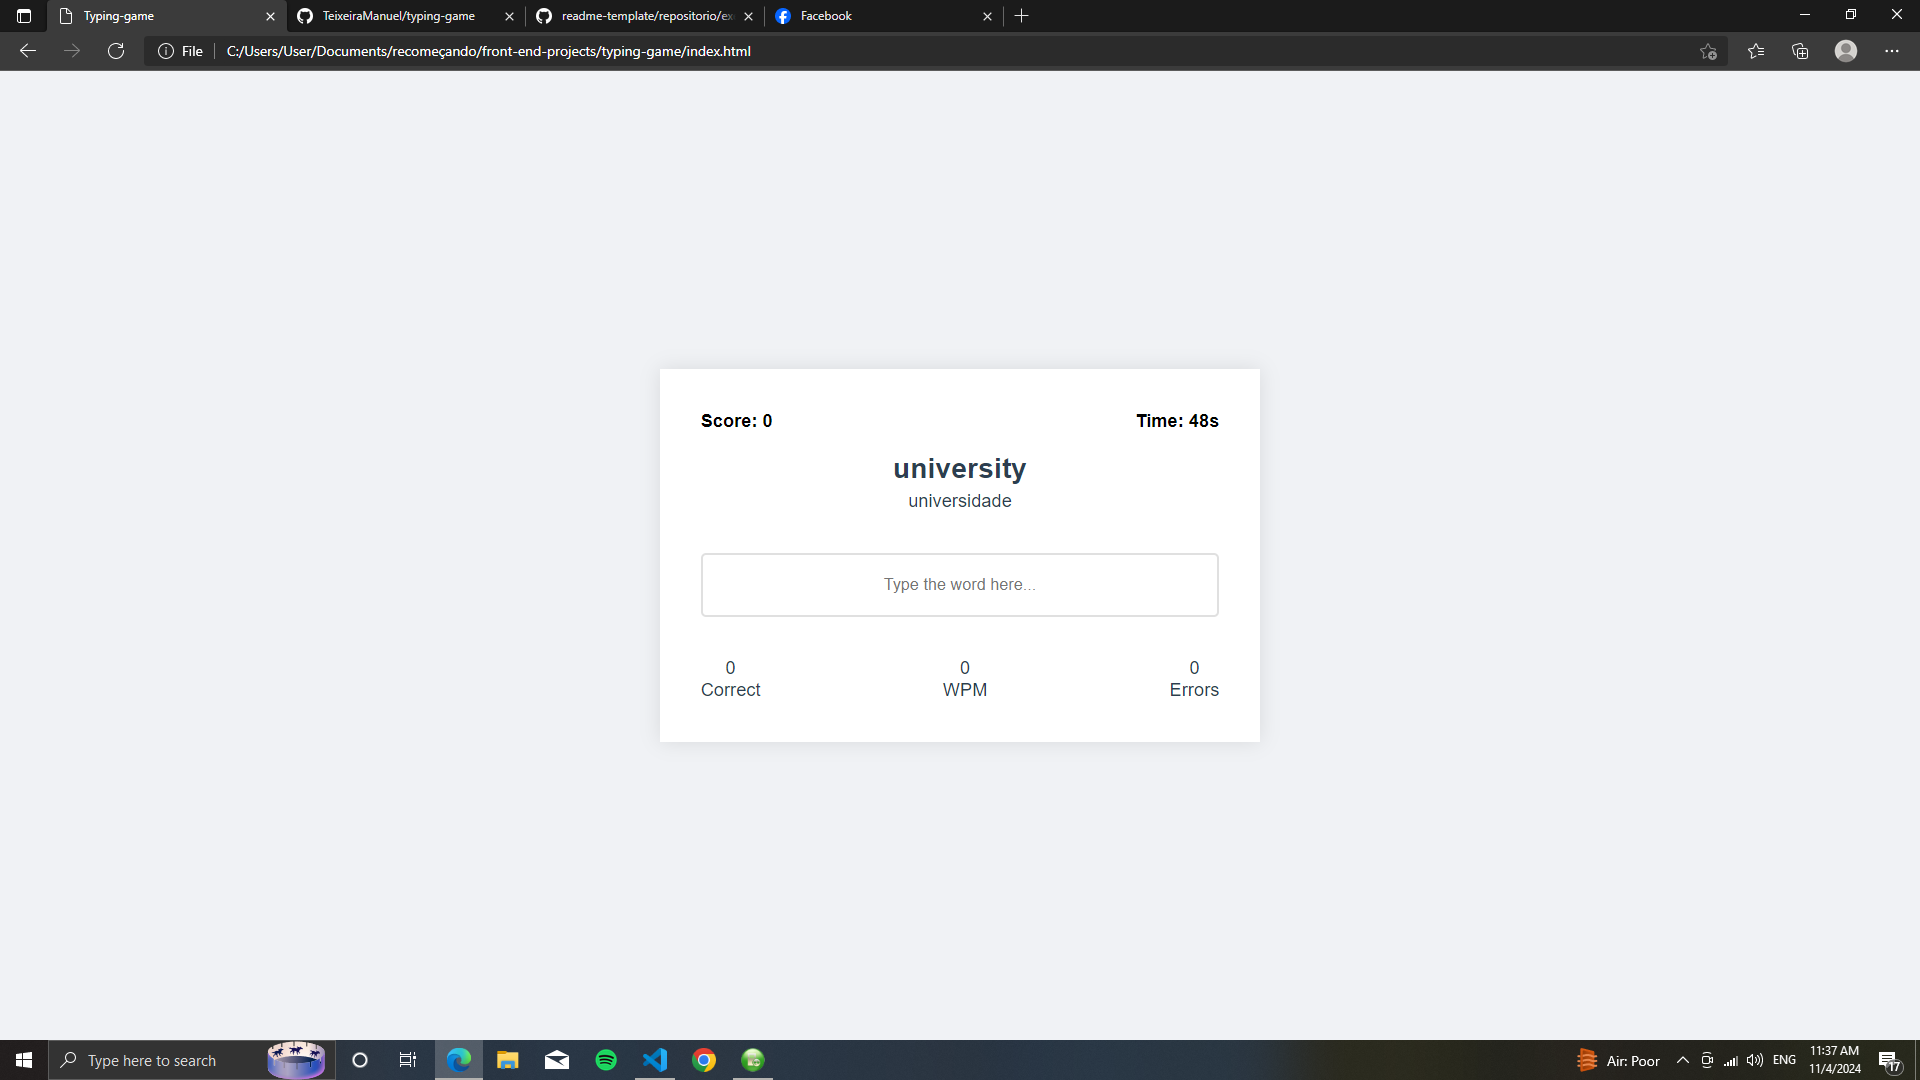 Typing-game
TeixeiraManuel/typing-game
readme-template/repositorio/ex
Facebook
File
C:/Users/User/Documents/recomeçando/front-end-projects/typing-game/index.html
Score: 0
Time: 48s
university
universidade
Type the word here...
0
Correct
0
WPM
0
Errors
Type here to search
Air: Poor
ENG
11:37 AM
11/4/2024
17